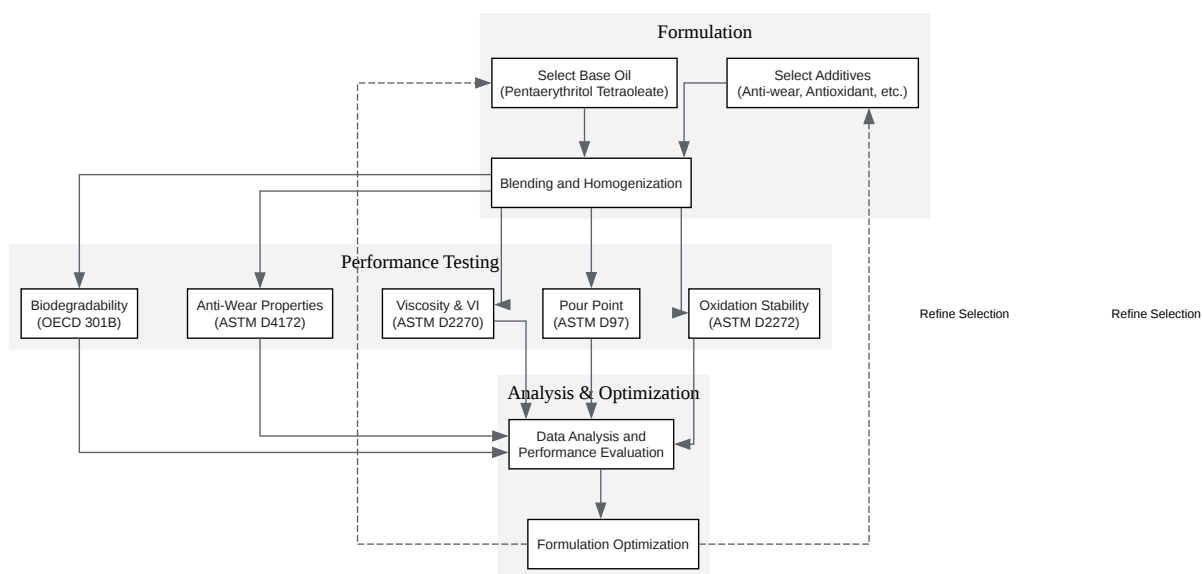 Formulation
Select Base Oil
(Pentaerythritol Tetraoleate)
Select Additives
(Anti-wear, Antioxidant, etc.)
Blending and Homogenization
Performance Testing
Biodegradability
(OECD 301B)
Anti-Wear Properties
(ASTM D4172)
Viscosity & VI
(ASTM D2270)
Pour Point
(ASTM D97)
Oxidation Stability
(ASTM D2272)
Refine Selection
Refine Selection
Analysis & Optimization
Data Analysis and
Performance Evaluation
Formulation Optimization